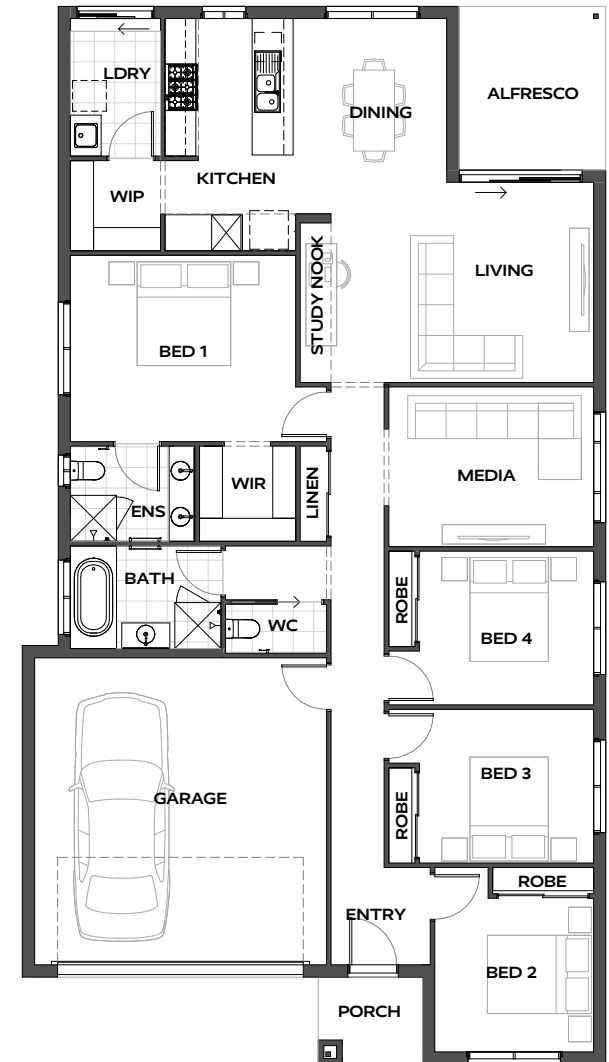 LDRY
ALFRESCO
DINING
KITCHEN
WIP
STUDY NOOK
LIVING
BED 1
MEDIA
WIR
LINEN
ENS
BATH
ROBE
WC
BED 4
BED 3
GARAGE
ROBE
ROBE
ENTRY
BED 2
PORCH